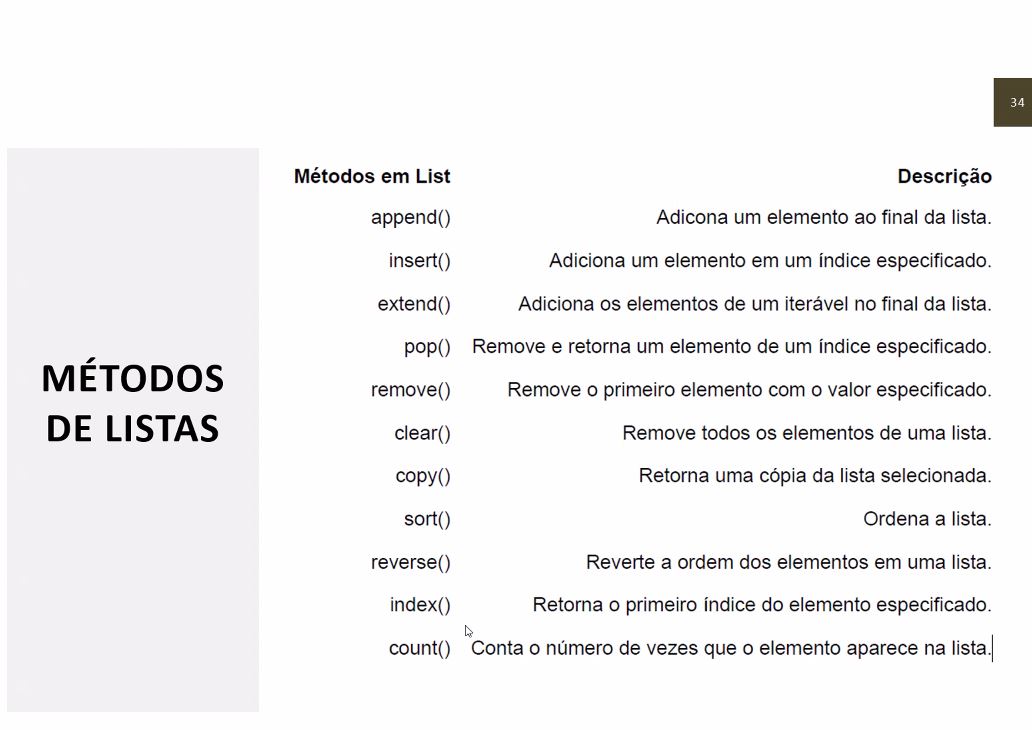 34
MÉTODOS
DE LISTAS
Métodos em List Descrição
append() Adicona um elemento ao final da lista.
insert() Adiciona um elemento em um índice especificado.
extend() Adiciona os elementos de um iterável no final da lista.
pop() Remove e retorna um elemento de um índice especificado.
remove() Remove o primeiro elemento com o valor especificado.
clear() Remove todos os elementos de uma lista.
copy() Retorna uma cópia da lista selecionada.
sort() Ordena a lista.
reverse() Reverte a ordem dos elementos em uma lista.
index() Retorna o primeiro índice do elemento especificado.
count() Conta o número de vezes que o elemento aparece na lista.